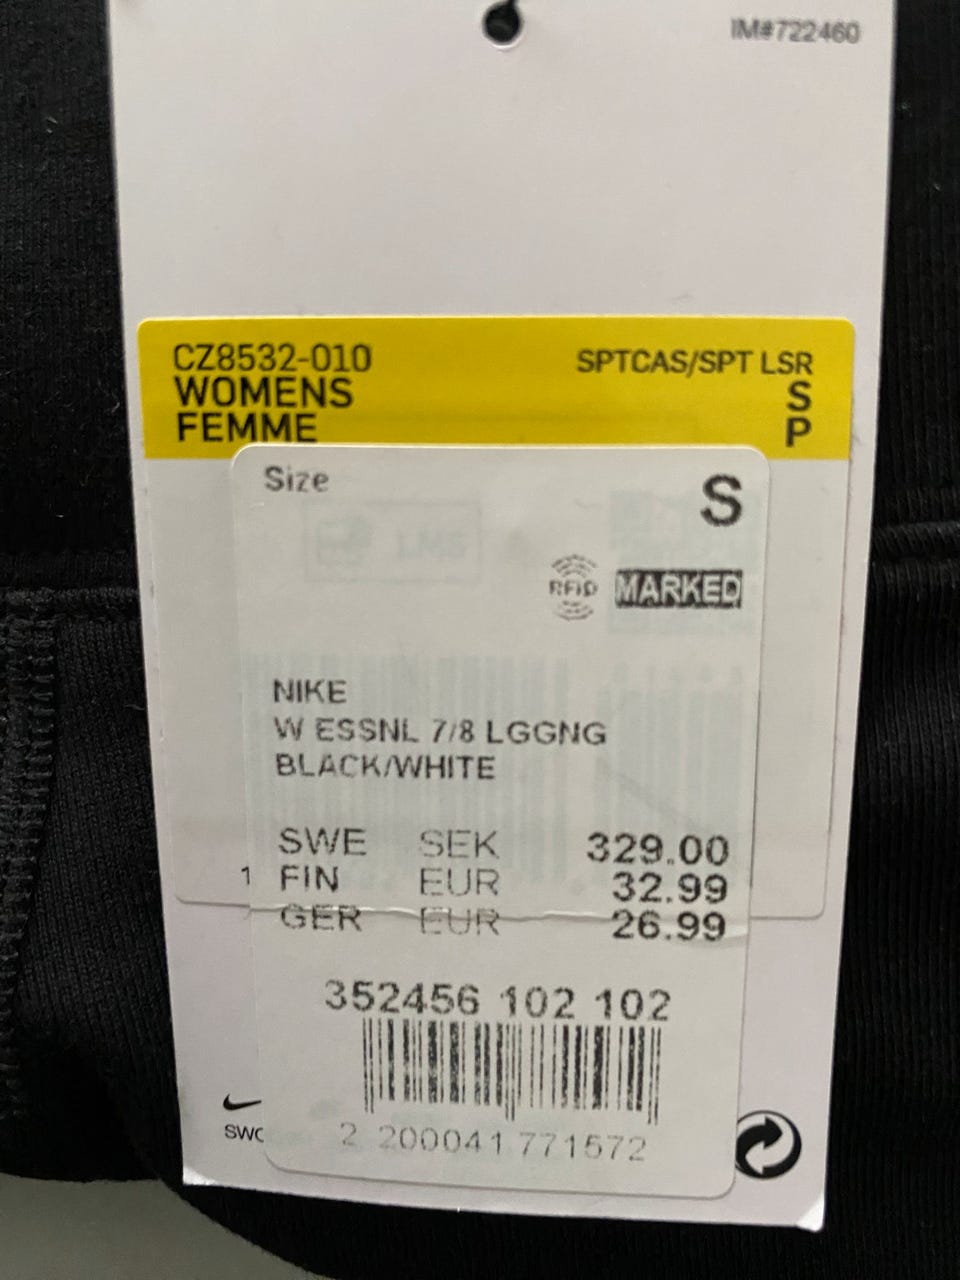 IM#722460
CZ8532-010 SPTCAS/SPT LSR
WOMENS S
FEMME P
Size S
RFID MARKED
NIKE
W ESSNL 7/8 LGGNG
BLACK/WHITE
SWE SEK 329.00
1 FIN EUR 32.99
GER EUR 26.99
352456 102 102
2 200041 771572